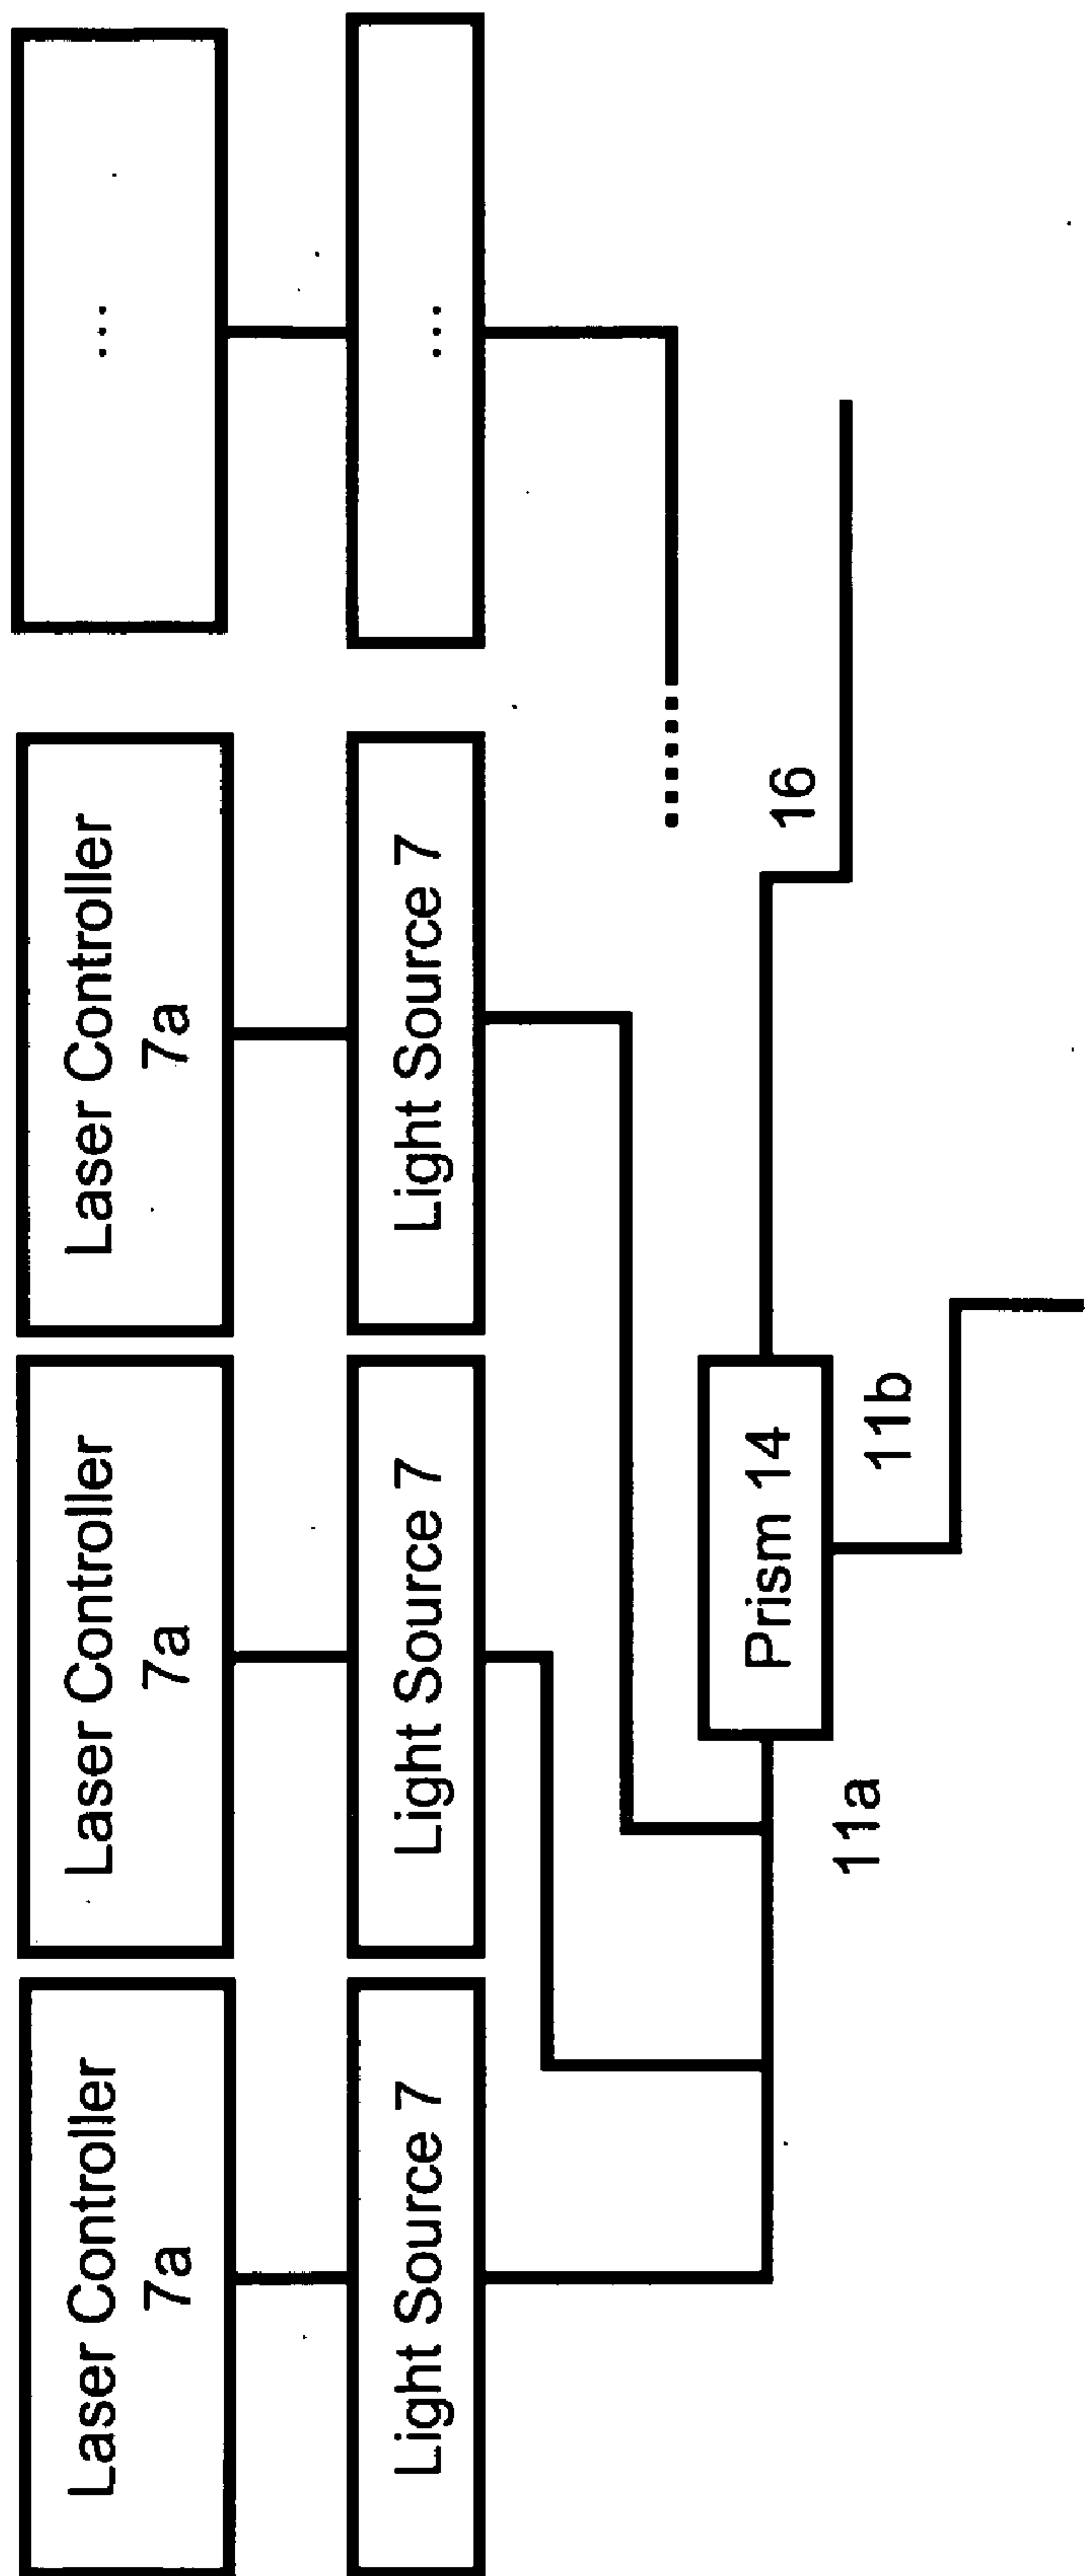 Laser Controller
7a
Laser Controller
7a
Laser Controller
7a
...
Light Source 7
Light Source 7
Light Source 7
...
16
Prism 14
11a
11b